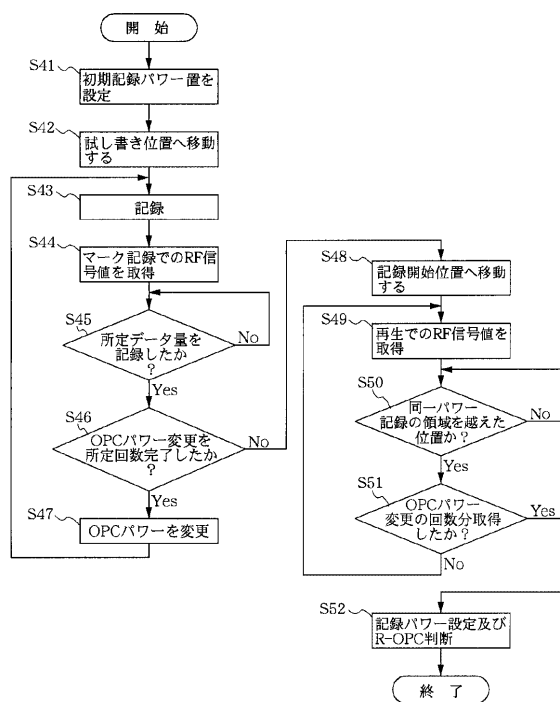 開 始
S41
初期記録パワー置を
設定
S42
試し書き位置へ移動
する
S43
記録
S44
マーク記録でのRF信
号値を取得
S45
所定データ量を
記録したか
?
No
Yes
S46
OPCパワー変更を
所定回数完了したか
?
No
Yes
S47
OPCパワーを変更
S48
記録開始位置へ移動
する
S49
再生でのRF信号値を
取得
S50
同一パワー
記録の領域を越えた
位置か?
No
Yes
S51
OPCパワー
変更の回数分取得
したか?
Yes
No
S52
記録パワー設定及び
R-OPC判断
終 了